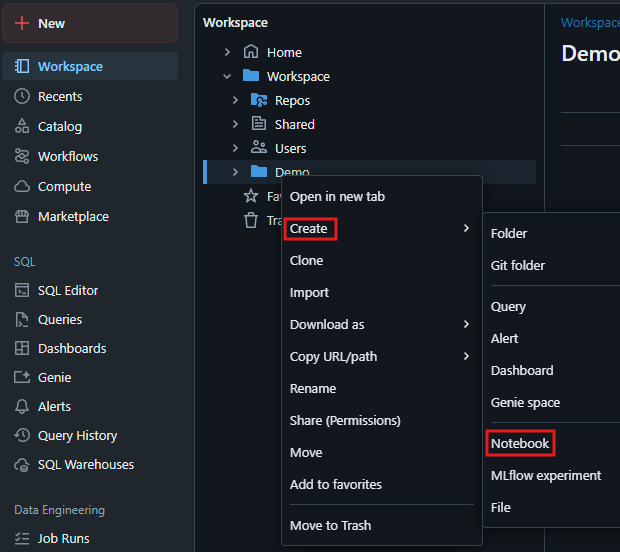 New
Workspace
Recents
Catalog
Workflows
Compute
Marketplace
SQL
SQL Editor
Queries
Dashboards
Genie
Alerts
Query History
SQL Warehouses
Data Engineering
Job Runs
Workspace
Home
Workspace
Repos
Shared
Users
Demo
Fav
Tra
Open in new tab
Create
Clone
Import
Download as
Copy URL/path
Rename
Share (Permissions)
Move
Add to favorites
Move to Trash
Folder
Git folder
Query
Alert
Dashboard
Genie space
Notebook
MLflow experiment
File
Workspace
Demo